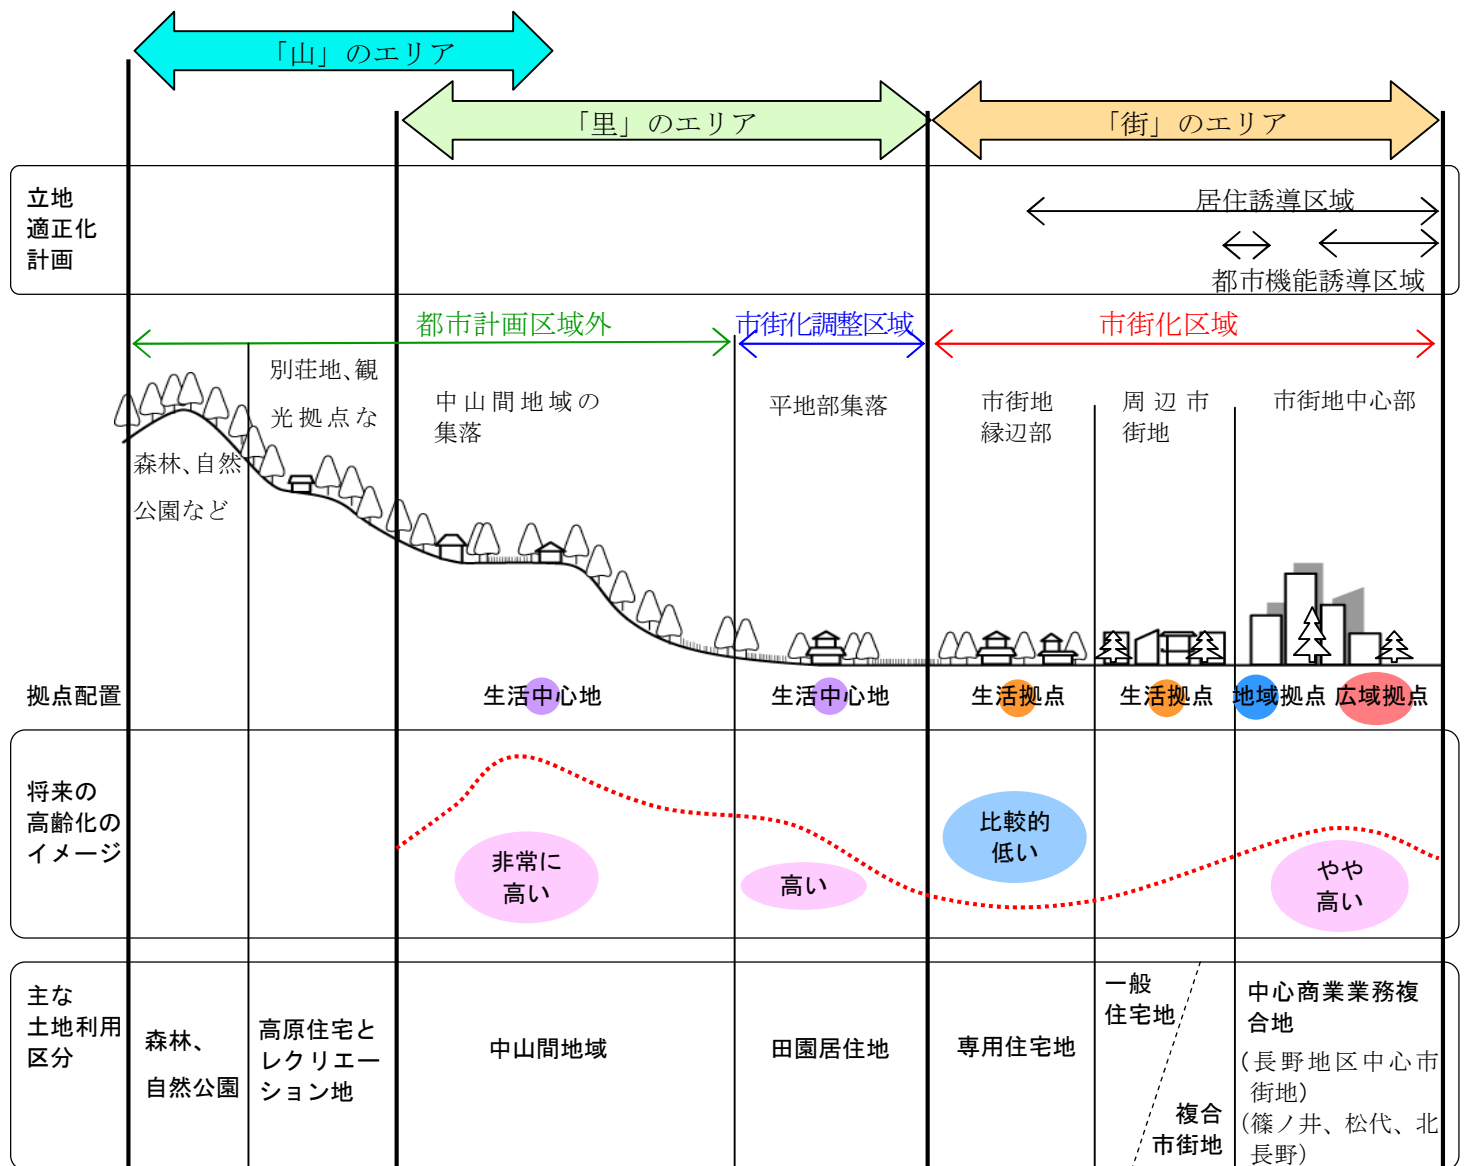 「山」のエリア
「里」のエリア
「街」のエリア
立地
適正化
計画
居住誘導区域
都市機能誘導区域
都市計画区域外
市街化調整区域
市街化区域
森林、自然
公園など
別荘地、観
光拠点な
中山間地域の
集落
平地部集落
市街地
縁辺部
周辺市
街地
市街地中心部
拠点配置
生活中心地
生活中心地
生活拠点
生活拠点
地域拠点
広域拠点
将来の
高齢化の
イメージ
非常に
高い
高い
比較的
低い
やや
高い
主な
土地利用
区分
森林、
自然公園
高原住宅と
レクリエー
ション地
中山間地域
田園居住地
専用住宅地
一般
住宅地
複合
市街地
中心商業業務複
合地
(長野地区中心市
街地)
(篠ノ井、松代、北
長野)